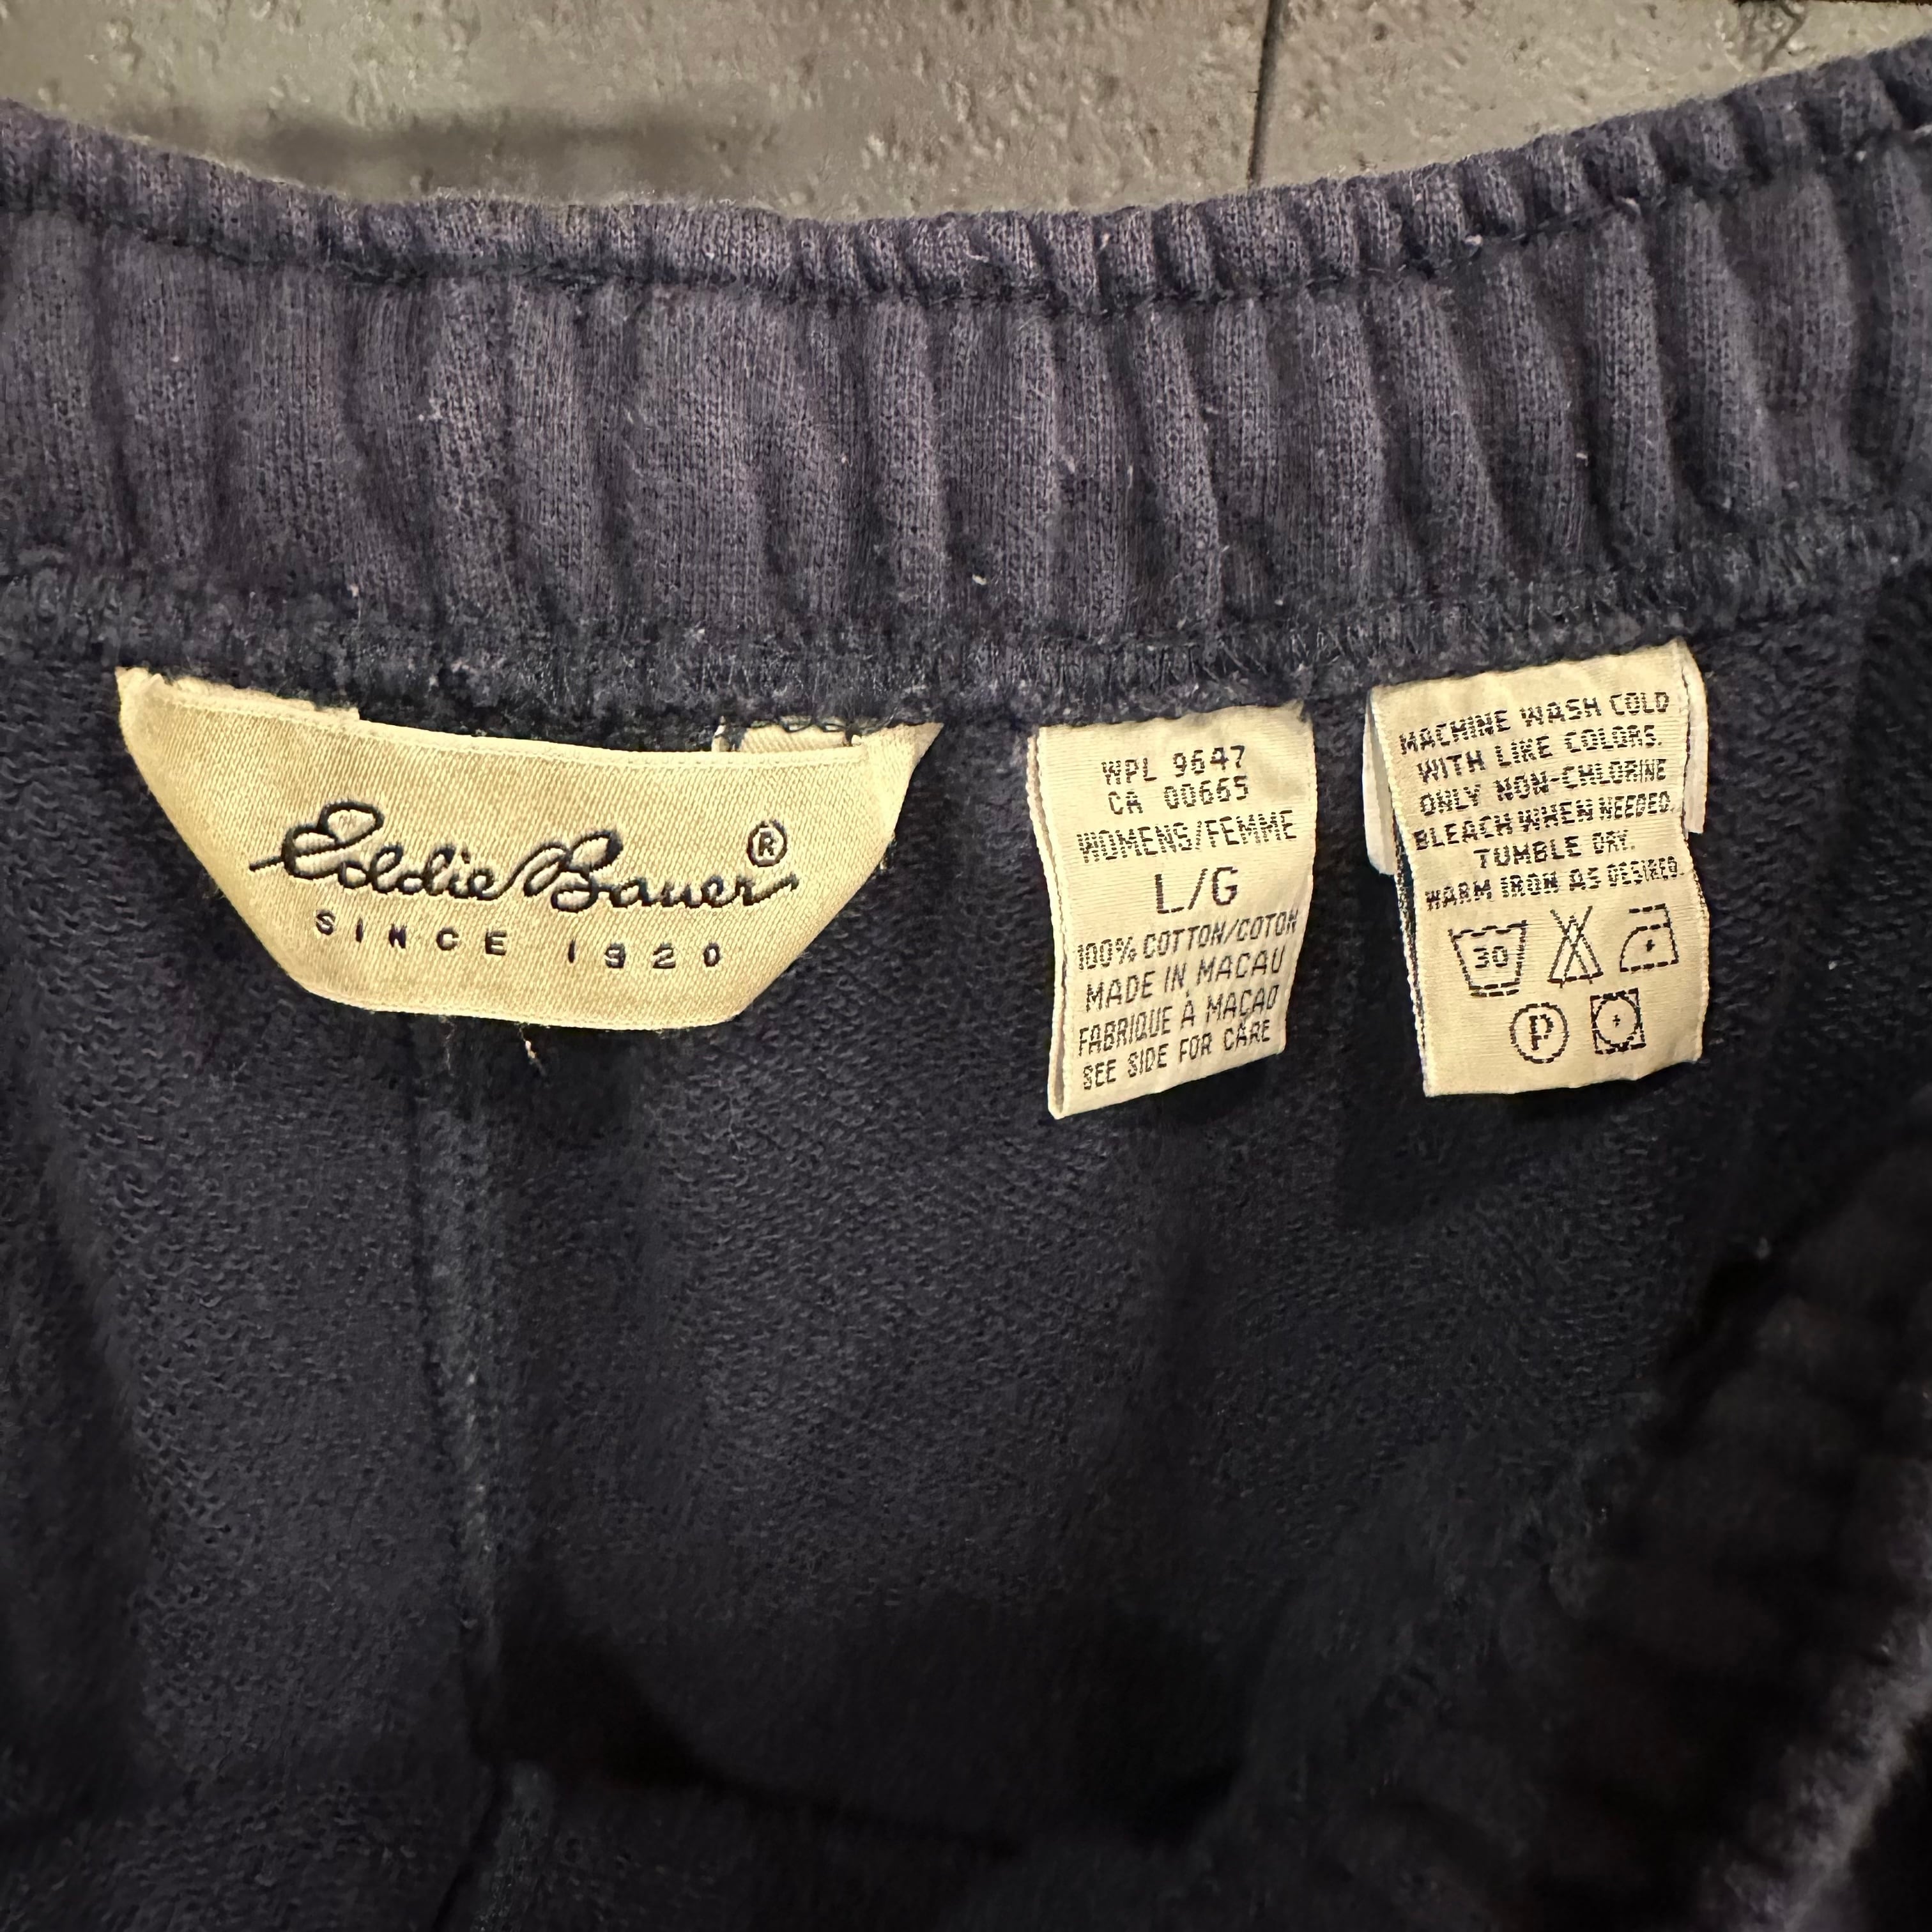 Eddie Bauer®
SINCE 1920
WPL 9647
CA 00665
WOMENS/FEMME
L/G
100% COTTON/COTON
MADE IN MACAU
FABRIQUÉ À MACAO
SEE SIDE FOR CARE
MACHINE WASH COLD
WITH LIKE COLORS.
ONLY NON-CHLORINE
BLEACH WHEN NEEDED.
TUMBLE DRY.
WARM IRON AS DESIRED.
30
P